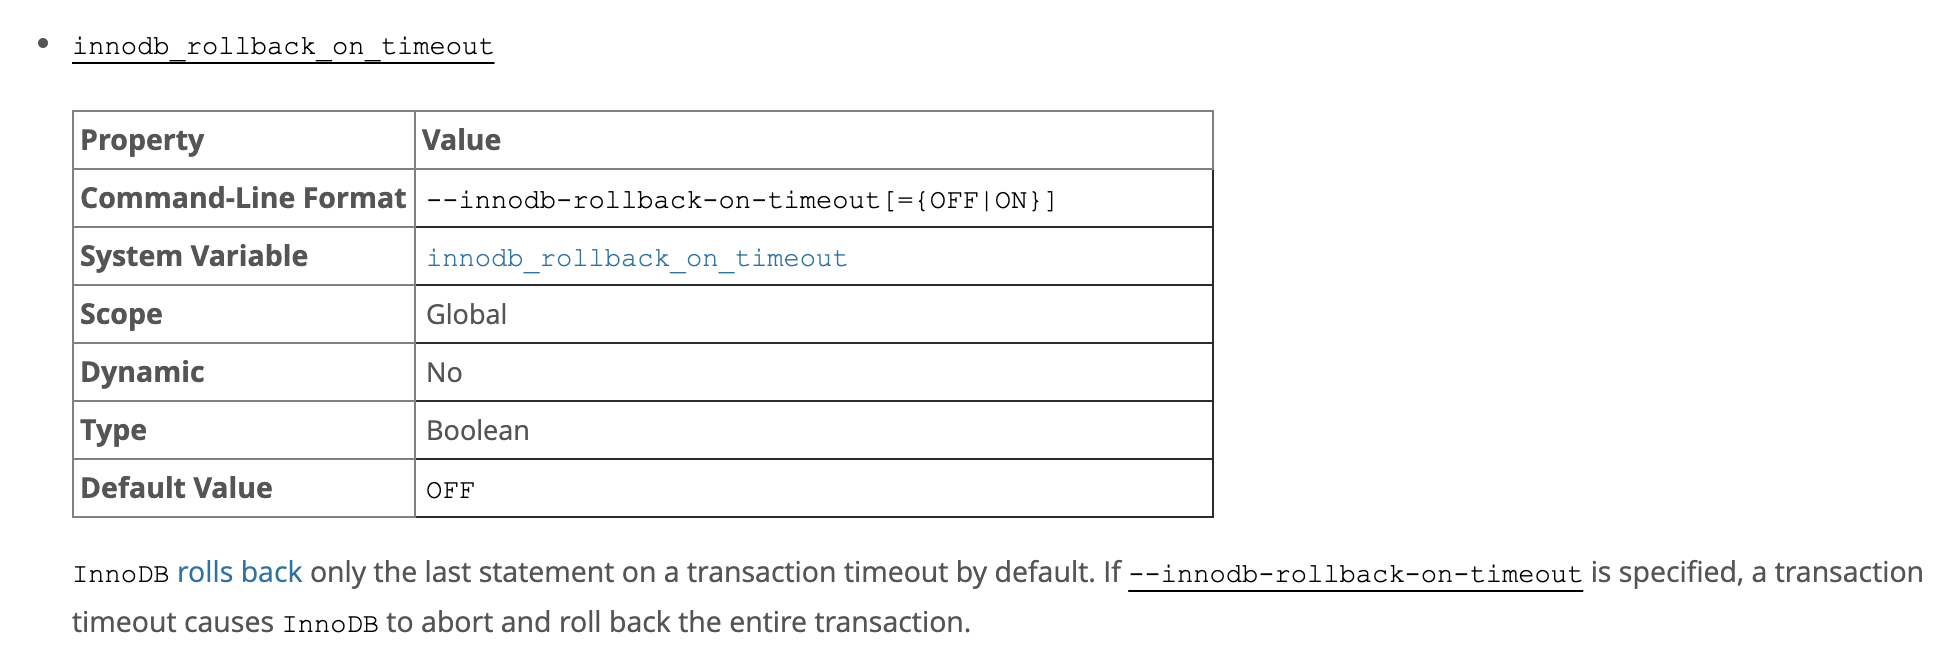 • innodb_rollback_on_timeout
Property Value
Command-Line Format --innodb-rollback-on-timeout[={OFF|ON}]
System Variable innodb_rollback_on_timeout
Scope Global
Dynamic No
Type Boolean
Default Value OFF
InnoDB rolls back only the last statement on a transaction timeout by default. If --innodb-rollback-on-timeout is specified, a transaction
timeout causes InnoDB to abort and roll back the entire transaction.